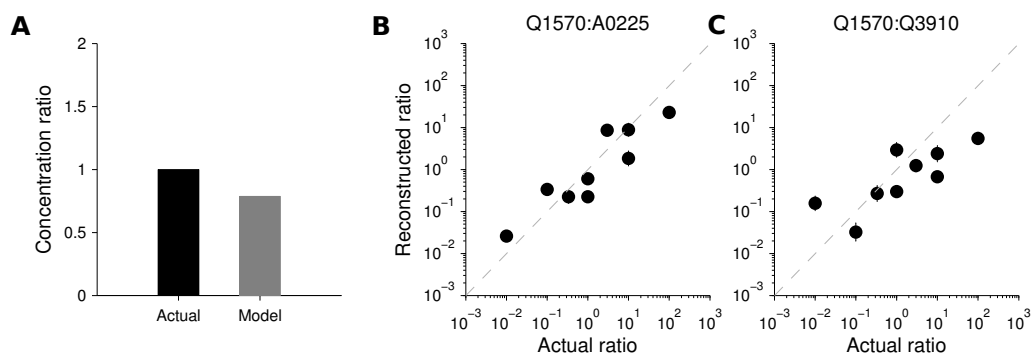 A
Concentration ratio
2
1.5
1
0.5
0
Actual Model
B
Q1570:A0225
Reconstructed ratio
10^3
10^2
10^1
10^0
10^−1
10^−2
10^−3
10^−3 10^−2 10^−1 10^0 10^1 10^2 10^3
Actual ratio
C
Q1570:Q3910
10^3
10^2
10^1
10^0
10^−1
10^−2
10^−3
10^−3 10^−2 10^−1 10^0 10^1 10^2 10^3
Actual ratio